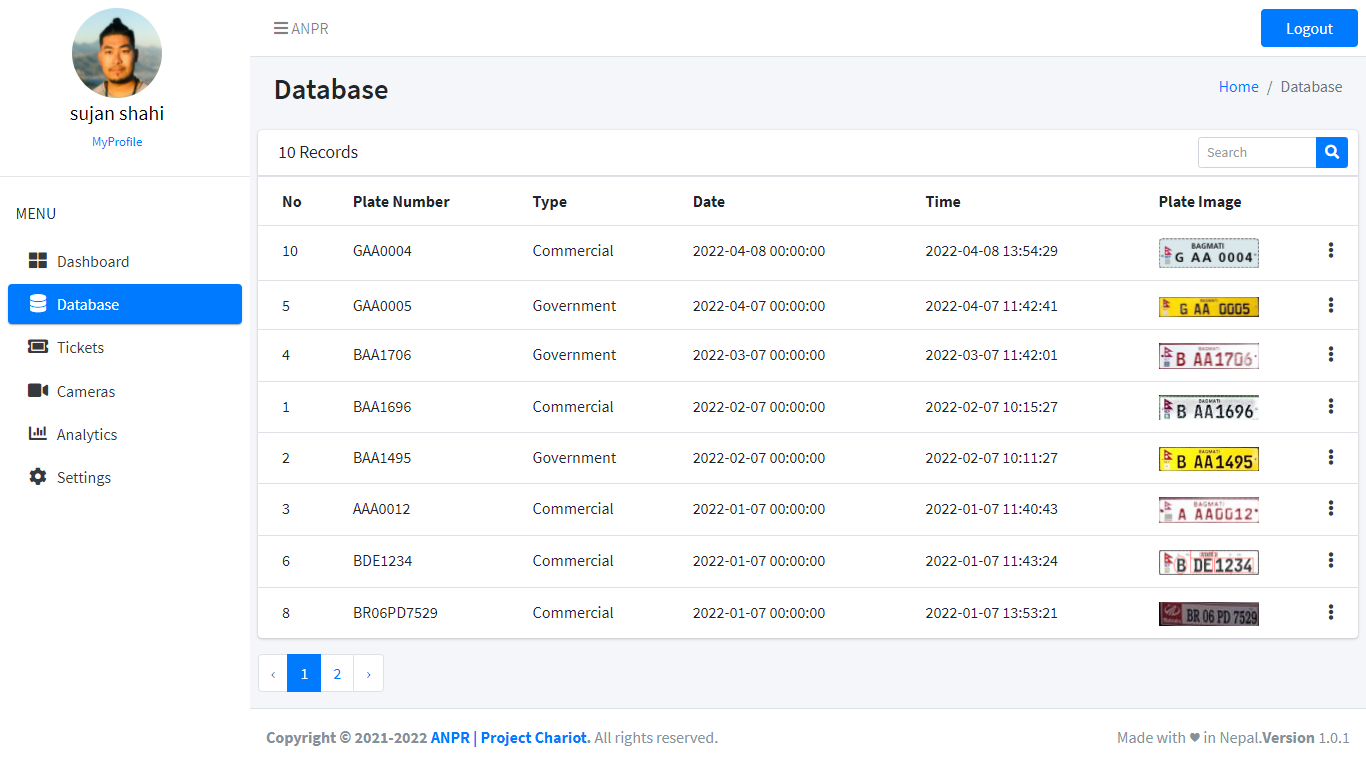 ANPR
Logout
sujan shahi
MyProfile
MENU
Dashboard
Database
Tickets
Cameras
Analytics
Settings
Database
Home / Database
10 Records
Search
No Plate Number Type Date Time Plate Image
10 GAA0004 Commercial 2022-04-08 00:00:00 2022-04-08 13:54:29 BAGMATI
G AA 0004
5 GAA0005 Government 2022-04-07 00:00:00 2022-04-07 11:42:41 BAGMATI
G AA 0005
4 BAA1706 Government 2022-03-07 00:00:00 2022-03-07 11:42:01 BAGMATI
B AA1706
1 BAA1696 Commercial 2022-02-07 00:00:00 2022-02-07 10:15:27 BAGMATI
B AA1696
2 BAA1495 Government 2022-02-07 00:00:00 2022-02-07 10:11:27 BAGMATI
B AA1495
3 AAA0012 Commercial 2022-01-07 00:00:00 2022-01-07 11:40:43 BAGMATI
A AA0012
6 BDE1234 Commercial 2022-01-07 00:00:00 2022-01-07 11:43:24 B DE1234
8 BR06PD7529 Commercial 2022-01-07 00:00:00 2022-01-07 13:53:21 BR 06 PD 7529
‹ 1 2 ›
Copyright © 2021-2022 ANPR | Project Chariot. All rights reserved.
Made with ♥ in Nepal.Version 1.0.1